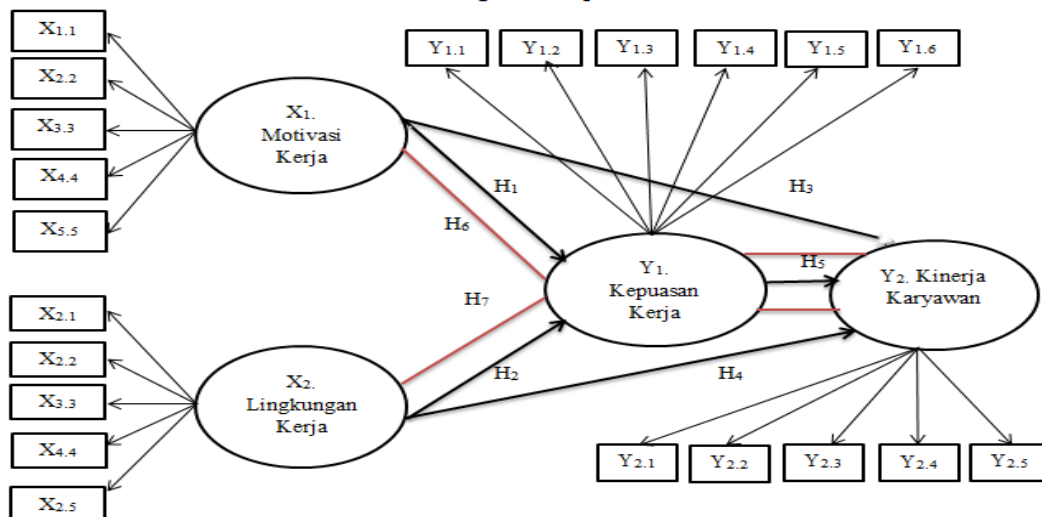 X1.1
X2.2
X3.3
X4.4
X5.5
X1.
Motivasi
Kerja
Y1.1
Y1.2
Y1.3
Y1.4
Y1.5
Y1.6
H1
H3
H6
H7
H5
Y1.
Kepuasan
Kerja
Y2. Kinerja
Karyawan
X2.1
X2.2
X3.3
X4.4
X2.5
X2.
Lingkungan
Kerja
H2
H4
Y2.1
Y2.2
Y2.3
Y2.4
Y2.5